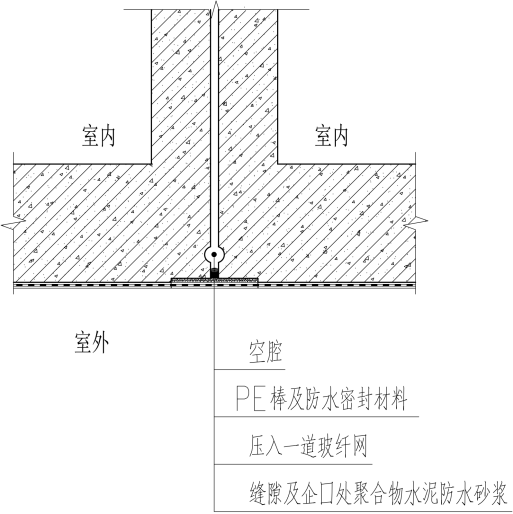 室内
室内
室外
空腔
PE棒及防水密封材料
压入一道玻纤网
缝隙及企口处聚合物水泥防水砂浆